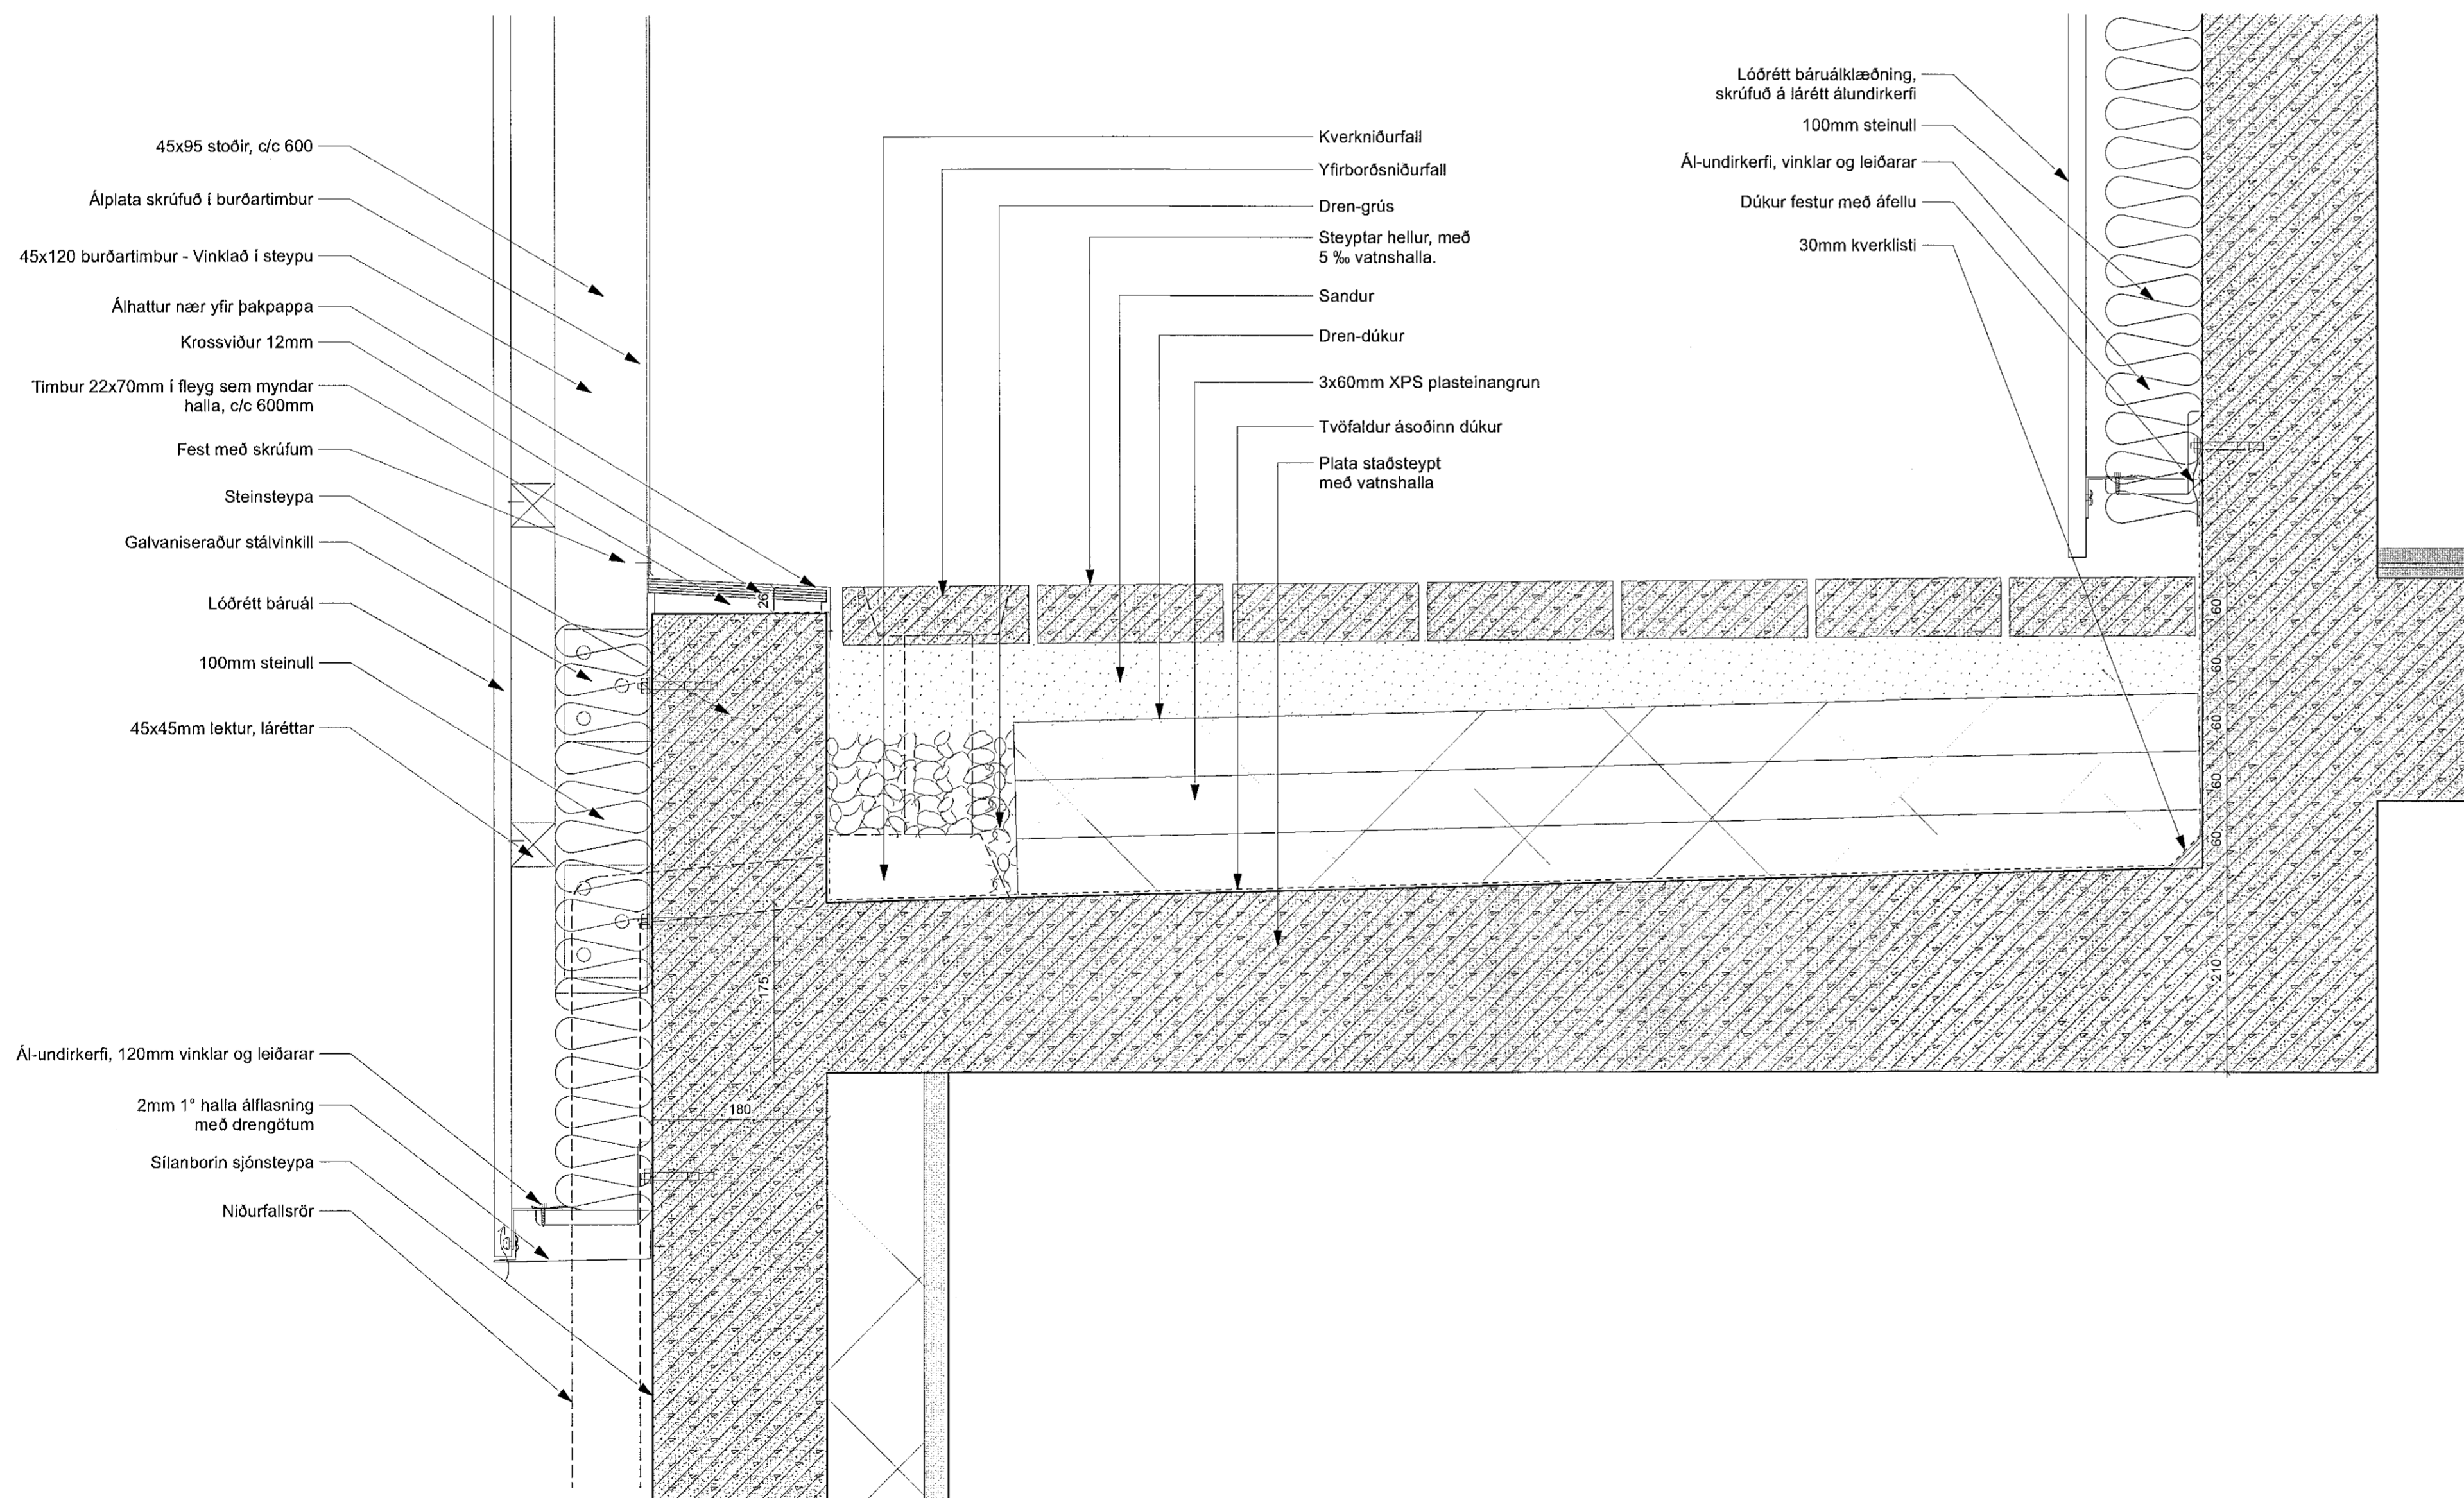 45x95 stoðir, c/c 600
Álplata skrúfuð í burðartimbur
45x120 burðartimbur - Vinklað í steypu
Álhattur nær yfir þakpappa
Krossviður 12mm
Timbur 22x70mm í fleyg sem myndar
halla, c/c 600mm
Fest með skrúfum
Steinsteypa
Galvaniseraður stálvinkill
Lóðrétt báruál
100mm steinull
45x45mm lektur, láréttar
Ál-undirkerfi, 120mm vinklar og leiðarar
2mm 1° halla álflasning
með drengötum
Sílanborin sjónsteypa
Niðurfallsrör
Kverkniðurfall
Yfirborðsniðurfall
Dren-grús
Steyptar hellur, með
5 ‰ vatnshalla.
Sandur
Dren-dúkur
3x60mm XPS plasteinangrun
Tvöfaldur ásoðinn dúkur
Plata staðsteypt
með vatnshalla
Lóðrétt báruálklæðning,
skrúfuð á lárétt álundirkerfi
100mm steinull
Ál-undirkerfi, vinklar og leiðarar
Dúkur festur með áfellu
30mm kverklisti
26
175
180
60
60
60
60
60
210